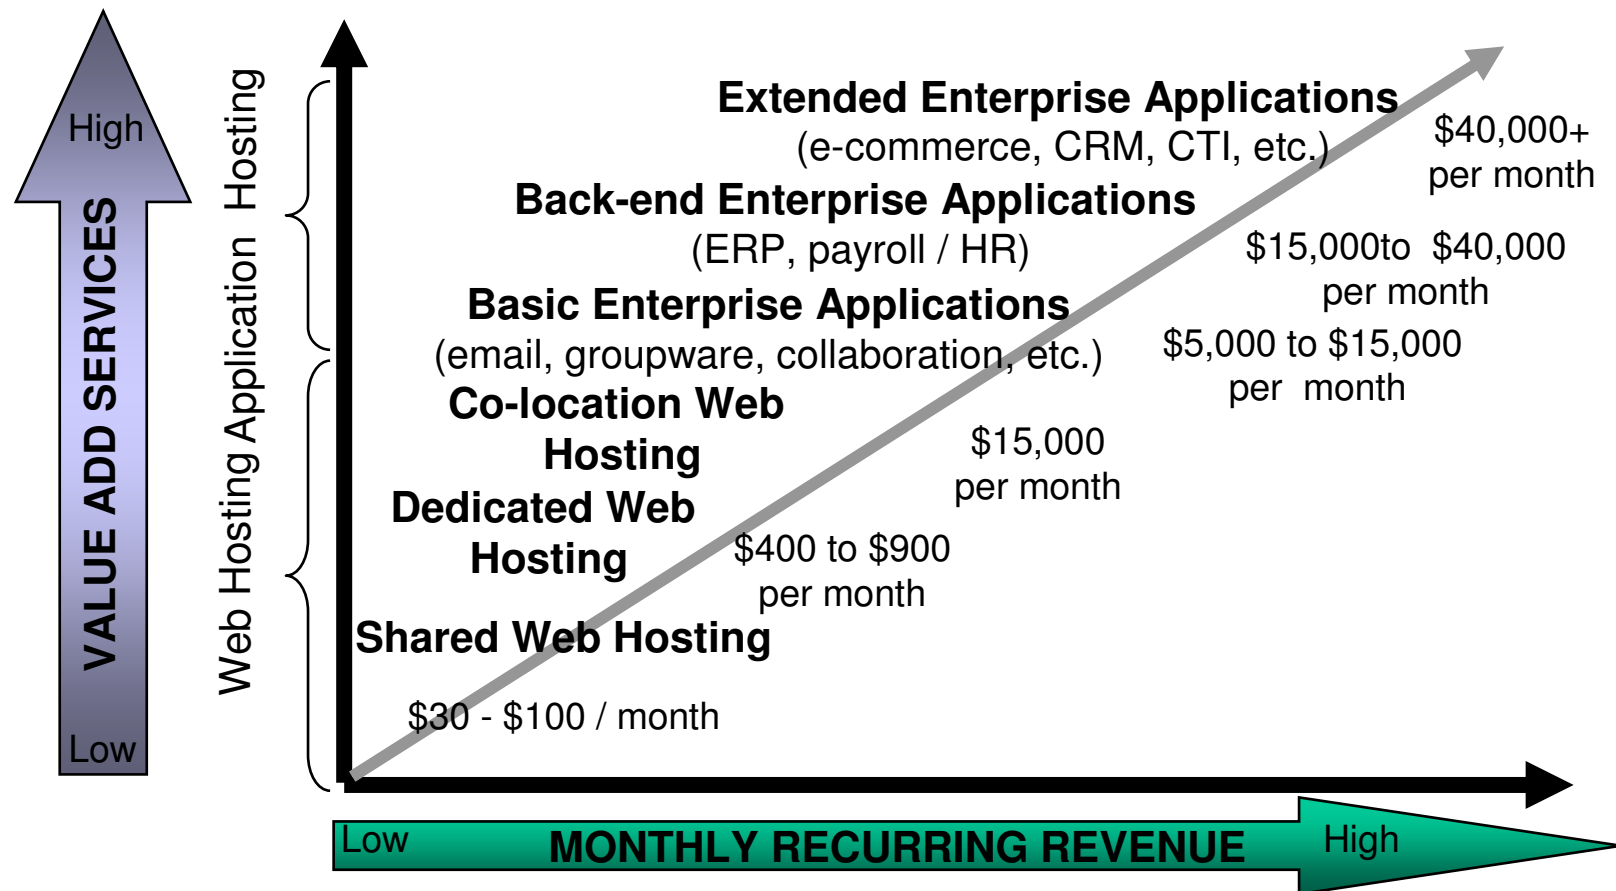 High
VALUE ADD SERVICES
Low
Web Hosting Application Hosting
Extended Enterprise Applications
(e-commerce, CRM, CTI, etc.)
$40,000+
per month
Back-end Enterprise Applications
(ERP, payroll / HR)
$15,000to $40,000
per month
Basic Enterprise Applications
(email, groupware, collaboration, etc.)
$5,000 to $15,000
per month
Co-location Web
Hosting
$15,000
per month
Dedicated Web
Hosting
$400 to $900
per month
Shared Web Hosting
$30 - $100 / month
Low
MONTHLY RECURRING REVENUE
High